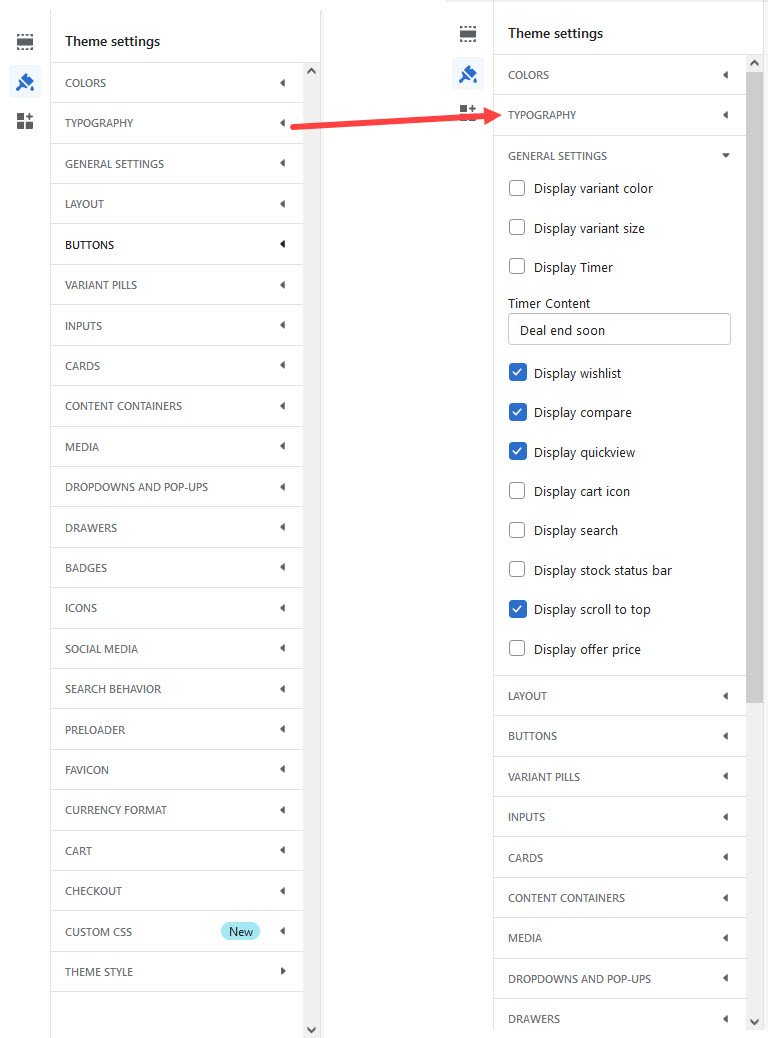 Theme settings
COLORS
TYPOGRAPHY
GENERAL SETTINGS
LAYOUT
BUTTONS
VARIANT PILLS
INPUTS
CARDS
CONTENT CONTAINERS
MEDIA
DROPDOWNS AND POP-UPS
DRAWERS
BADGES
ICONS
SOCIAL MEDIA
SEARCH BEHAVIOR
PRELOADER
FAVICON
CURRENCY FORMAT
CART
CHECKOUT
CUSTOM CSS New
THEME STYLE
Theme settings
COLORS
TYPOGRAPHY
GENERAL SETTINGS
Display variant color
Display variant size
Display Timer
Timer Content
Deal end soon
Display wishlist
Display compare
Display quickview
Display cart icon
Display search
Display stock status bar
Display scroll to top
Display offer price
LAYOUT
BUTTONS
VARIANT PILLS
INPUTS
CARDS
CONTENT CONTAINERS
MEDIA
DROPDOWNS AND POP-UPS
DRAWERS